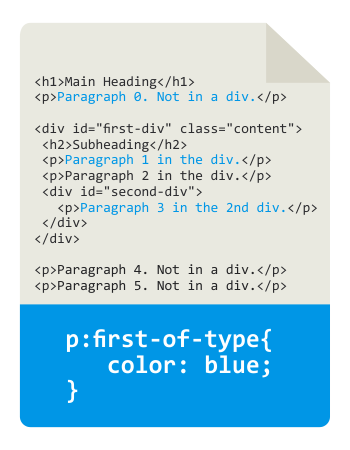 <h1>Main Heading</h1>
<p>Paragraph 0. Not in a div.</p>
<div id="first-div" class="content">
<h2>Subheading</h2>
<p>Paragraph 1 in the div.</p>
<p>Paragraph 2 in the div.</p>
<div id="second-div">
<p>Paragraph 3 in the 2nd div.</p>
</div>
</div>
<p>Paragraph 4. Not in a div.</p>
<p>Paragraph 5. Not in a div.</p>
p:first-of-type{
color: blue;
}